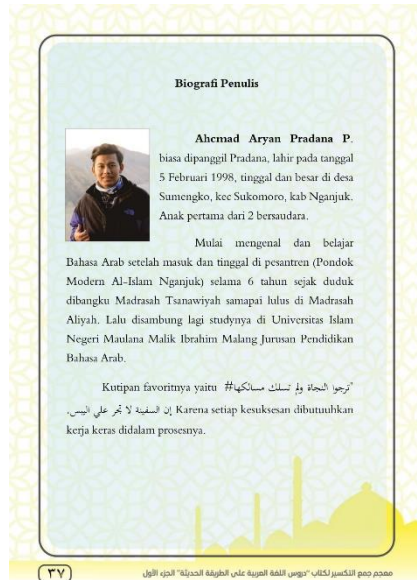 Biografi Penulis
Ahcmad Aryan Pradana P.
biasa dipanggil Pradana, lahir pada tanggal
5 Februari 1998, tinggal dan besar di desa
Sumengko, kec Sukomoro, kab Nganjuk.
Anak pertama dari 2 bersaudara.
Mulai mengenal dan belajar
Bahasa Arab setelah masuk dan tinggal di pesantren (Pondok
Modern Al-Islam Nganjuk) selama 6 tahun sejak duduk
dibangku Madrasah Tsanawiyah samapai lulus di Madrasah
Aliyah. Lalu disambung lagi studynya di Universitas Islam
Negeri Maulana Malik Ibrahim Malang Jurusan Pendidikan
Bahasa Arab.
Kutipan favoritnya yaitu "ترجوا النجاة ولم تسلك مسالكها#
إن السفينة لا تجر علي اليبس. Karena setiap kesuksesan dibutuuhkan
kerja keras didalam prosesnya.
معجم جمع التكسير لكتاب "دروس اللغة العربية على الطريقة الحديثة" الجزء الأول
٣٧